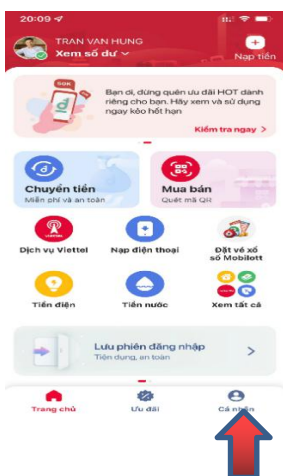 20:09
TRAN VAN HUNG
Xem số dư
Nạp tiền
50K
Bạn ơi, đừng quên ưu đãi HOT dành
riêng cho bạn. Hãy xem và sử dụng
ngay kẻo hết hạn
Kiểm tra ngay >
Chuyển tiền
Miễn phí và an toàn
Mua bán
Quét mã QR
Dịch vụ Viettel
Nạp điện thoại
Đặt vé xổ
số Mobilott
Tiền điện
Tiền nước
Xem tất cả
Lưu phiên đăng nhập
Tiện dụng, an toàn
Trang chủ
Ưu đãi
Cá nhân